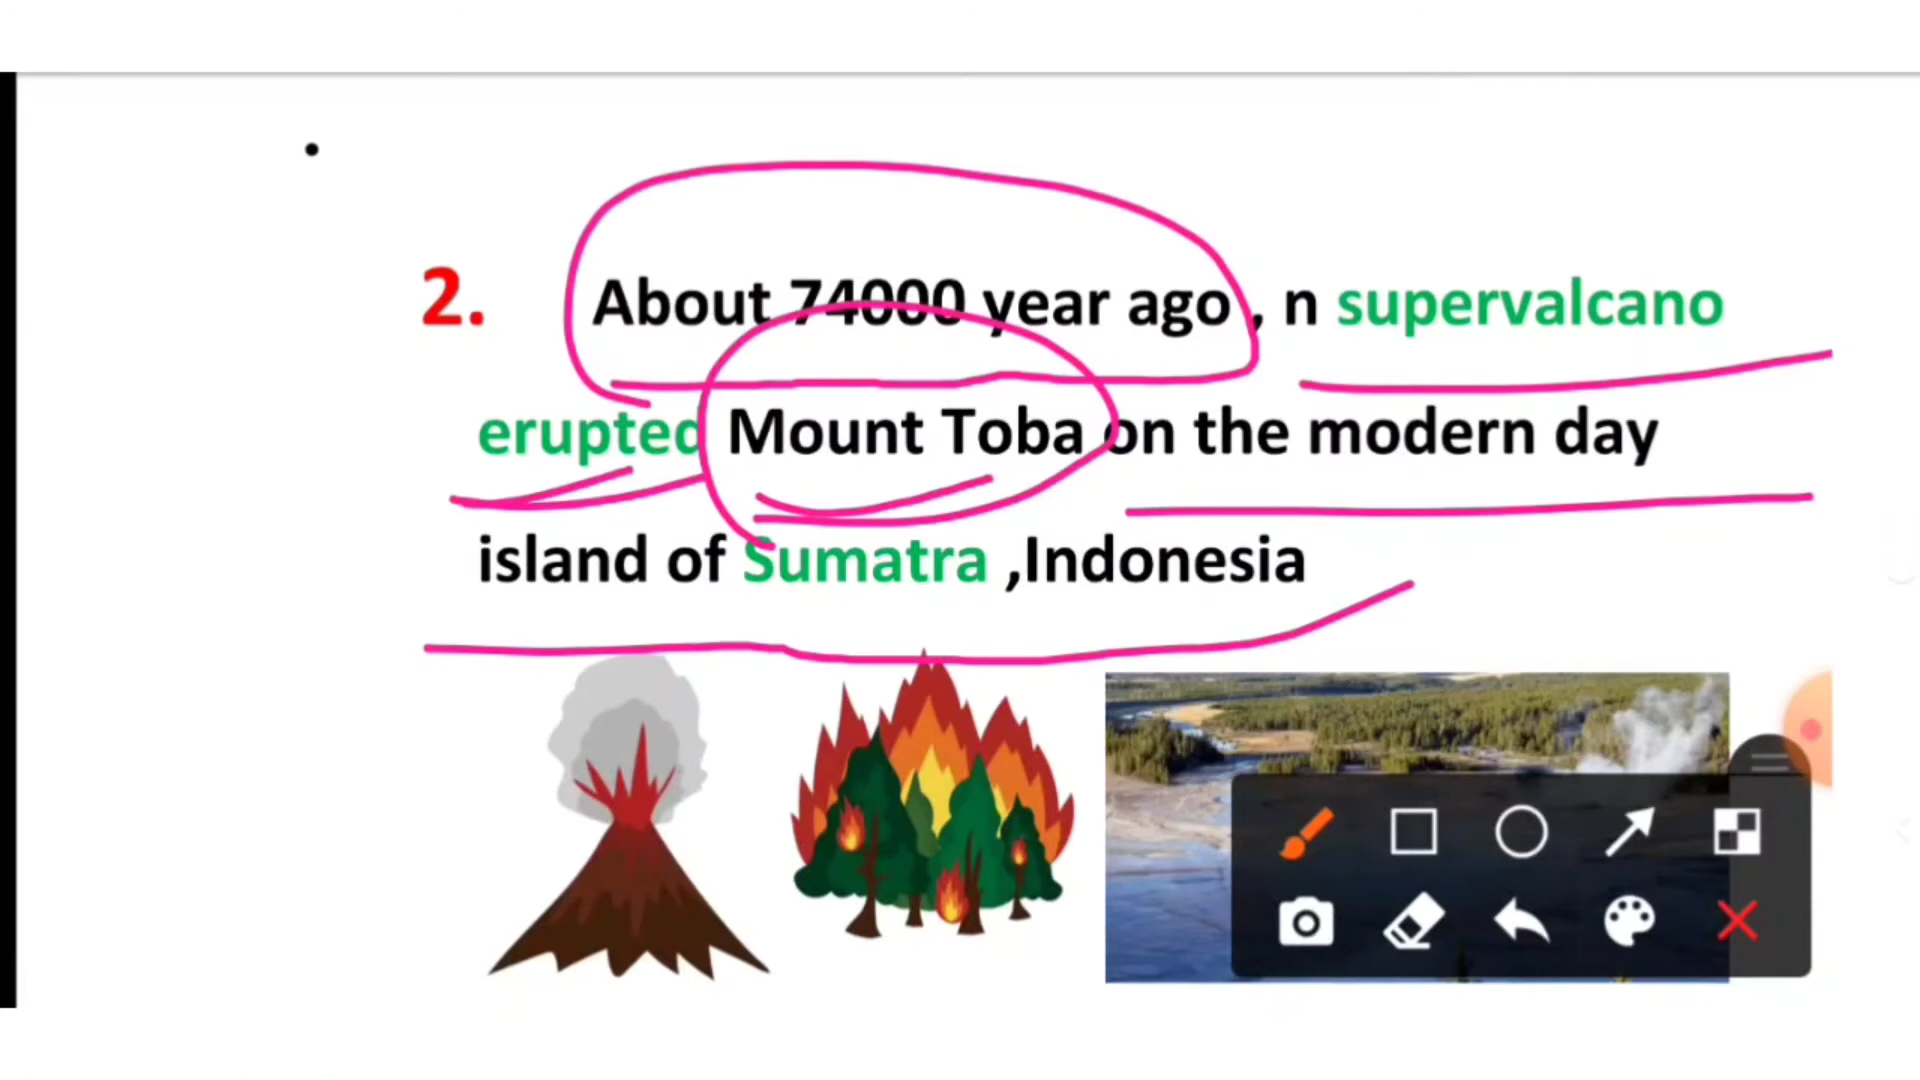 2. About 74000 year ago , n supervalcano
erupted Mount Toba on the modern day
island of Sumatra ,Indonesia